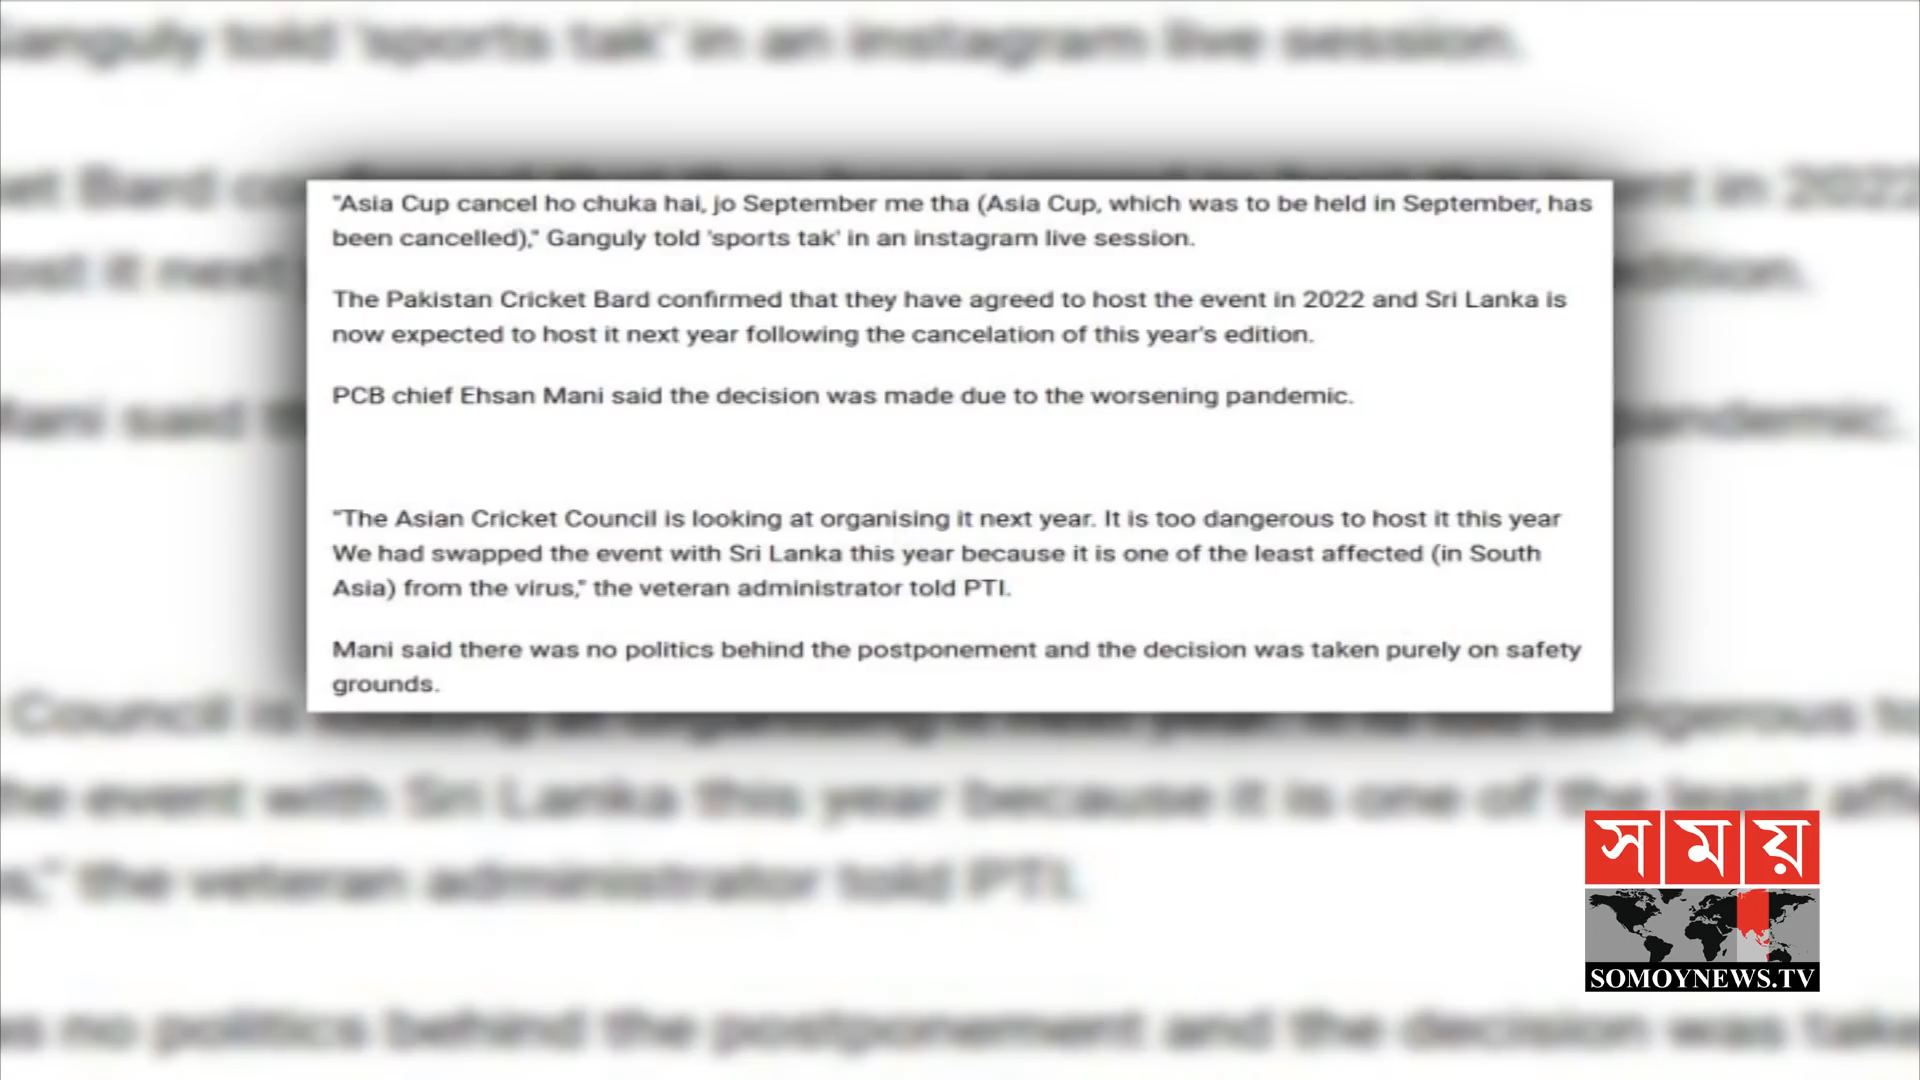 "Asia Cup cancel ho chuka hai, jo September me tha (Asia Cup, which was to be held in September, has
been cancelled)," Ganguly told 'sports tak' in an instagram live session.
The Pakistan Cricket Bard confirmed that they have agreed to host the event in 2022 and Sri Lanka is
now expected to host it next year following the cancelation of this year's edition.
PCB chief Ehsan Mani said the decision was made due to the worsening pandemic.
"The Asian Cricket Council is looking at organising it next year. It is too dangerous to host it this year
We had swapped the event with Sri Lanka this year because it is one of the least affected (in South
Asia) from the virus," the veteran administrator told PTI.
Mani said there was no politics behind the postponement and the decision was taken purely on safety
grounds.
সময়
SOMOYNEWS.TV